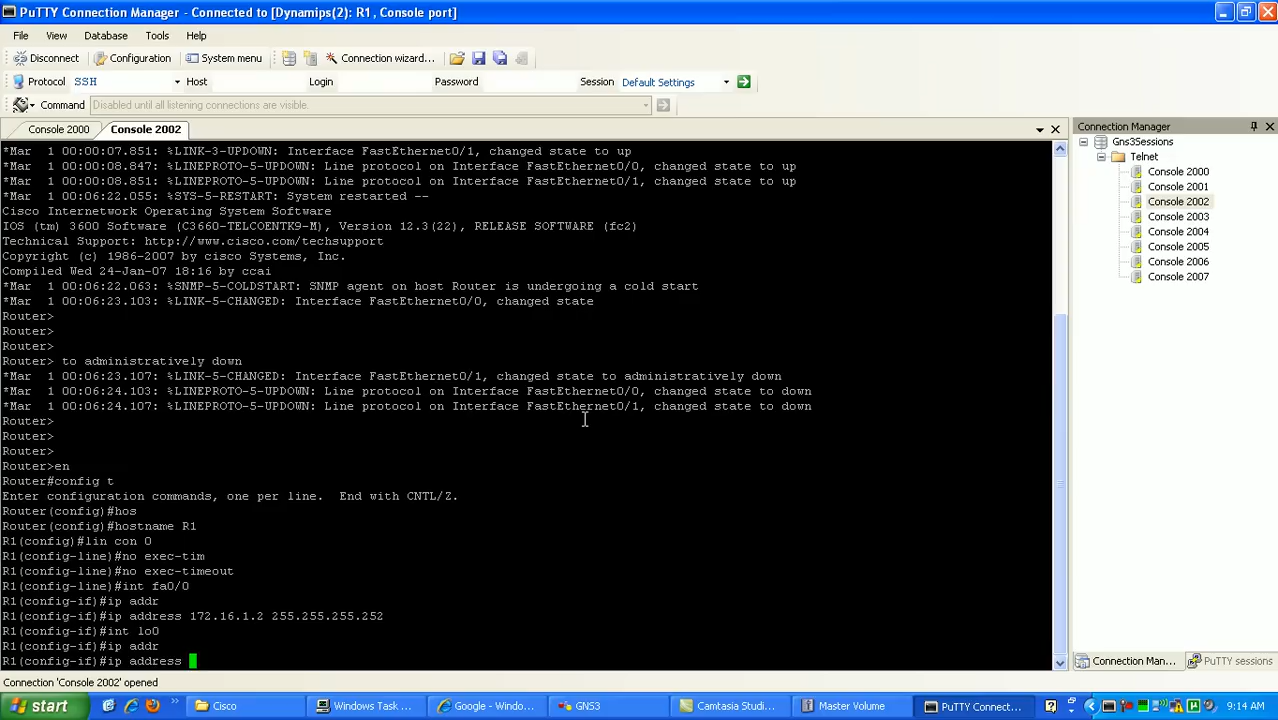 PuTTY Connection Manager - Connected to [Dynamips(2): R1, Console port]
File View Database Tools Help
Disconnect Configuration System menu Connection wizard...
Protocol SSH Host Login Password Session Default Settings
Command Disabled until all listening connections are visible.
Console 2000 Console 2002
*Mar  1 00:00:07.851: %LINK-3-UPDOWN: Interface FastEthernet0/1, changed state to up
*Mar  1 00:00:08.847: %LINEPROTO-5-UPDOWN: Line protocol on Interface FastEthernet0/0, changed state to up
*Mar  1 00:00:08.851: %LINEPROTO-5-UPDOWN: Line protocol on Interface FastEthernet0/1, changed state to up
*Mar  1 00:06:22.055: %SYS-5-RESTART: System restarted --
Cisco Internetwork Operating System Software
IOS (tm) 3600 Software (C3660-TELCOENTK9-M), Version 12.3(22), RELEASE SOFTWARE (fc2)
Technical Support: http://www.cisco.com/techsupport
Copyright (c) 1986-2007 by cisco Systems, Inc.
Compiled Wed 24-Jan-07 18:16 by ccai
*Mar  1 00:06:22.063: %SNMP-5-COLDSTART: SNMP agent on host Router is undergoing a cold start
*Mar  1 00:06:23.103: %LINK-5-CHANGED: Interface FastEthernet0/0, changed state
Router>
Router>
Router>
Router> to administratively down
*Mar  1 00:06:23.107: %LINK-5-CHANGED: Interface FastEthernet0/1, changed state to administratively down
*Mar  1 00:06:24.103: %LINEPROTO-5-UPDOWN: Line protocol on Interface FastEthernet0/0, changed state to down
*Mar  1 00:06:24.107: %LINEPROTO-5-UPDOWN: Line protocol on Interface FastEthernet0/1, changed state to down
Router>
Router>
Router>
Router>en
Router#config t
Enter configuration commands, one per line.  End with CNTL/Z.
Router(config)#hos
Router(config)#hostname R1
R1(config)#lin con 0
R1(config-line)#no exec-tim
R1(config-line)#no exec-timeout
R1(config-line)#int fa0/0
R1(config-if)#ip addr
R1(config-if)#ip address 172.16.1.2 255.255.255.252
R1(config-if)#int lo0
R1(config-if)#ip addr
R1(config-if)#ip address
Connection Manager
Gns3Sessions
Telnet
Console 2000
Console 2001
Console 2002
Console 2003
Console 2004
Console 2005
Console 2006
Console 2007
Connection Man... PuTTY sessions
Connection 'Console 2002' opened
start Cisco Windows Task ... Google - Windo... GNS3 Camtasia Studi... Master Volume PuTTY Connect... 9:14 AM